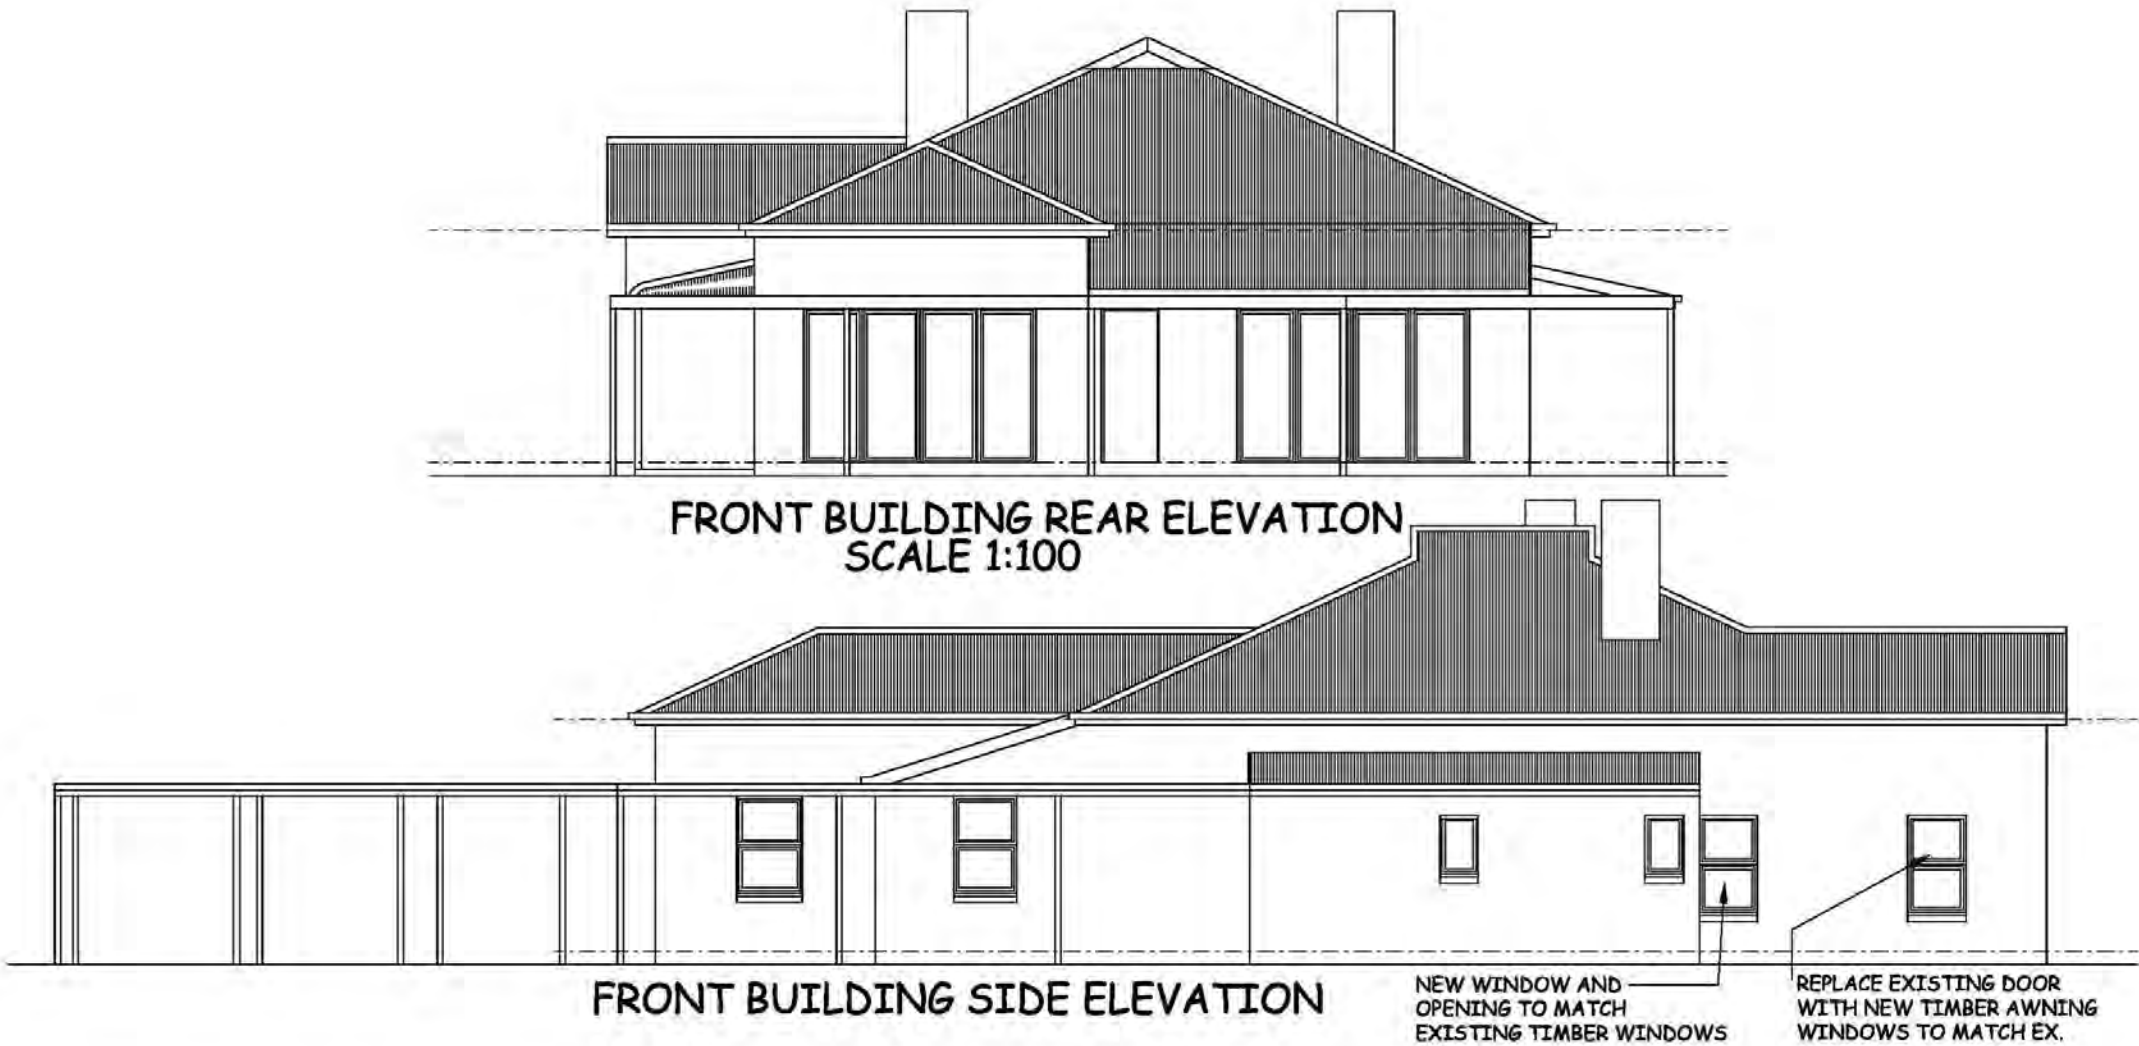 FRONT BUILDING REAR ELEVATION
SCALE 1:100
FRONT BUILDING SIDE ELEVATION
NEW WINDOW AND
OPENING TO MATCH
EXISTING TIMBER WINDOWS
REPLACE EXISTING DOOR
WITH NEW TIMBER AWNING
WINDOWS TO MATCH EX.